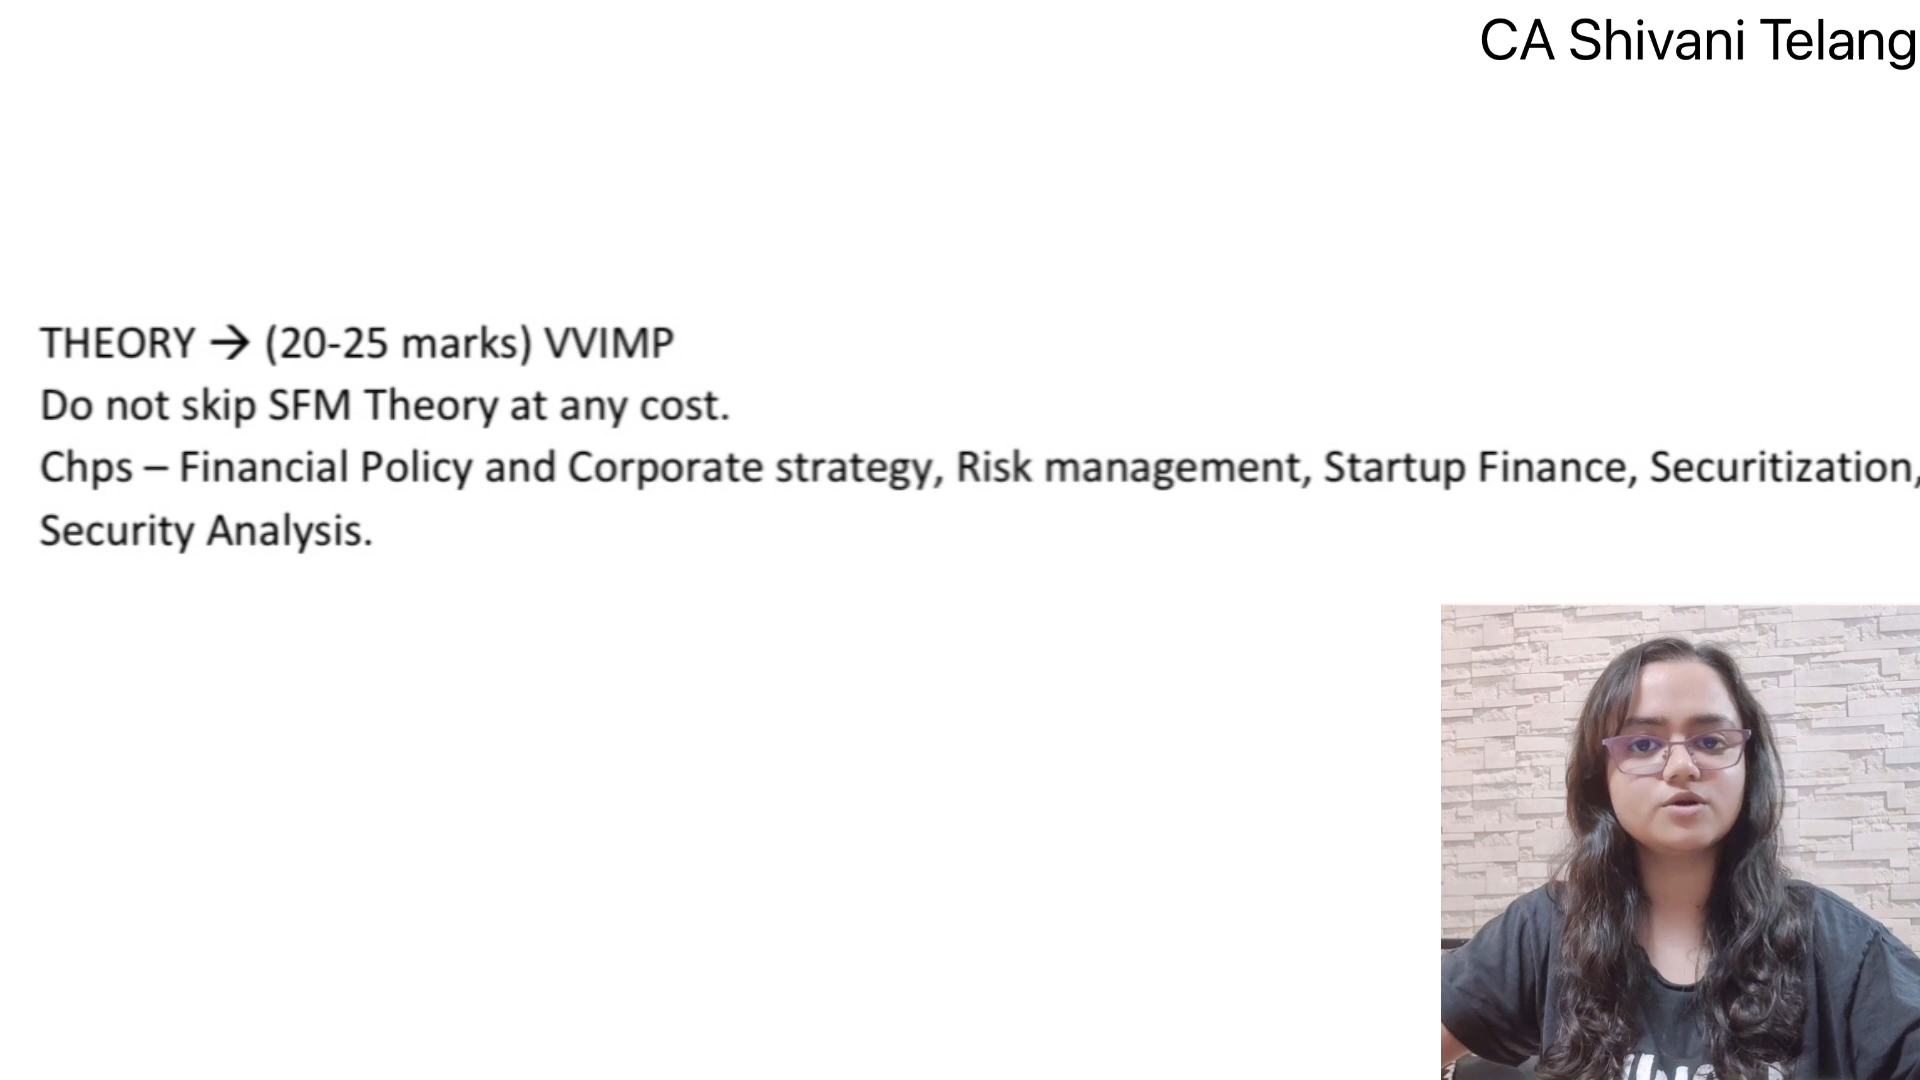 CA Shivani Telang
THEORY → (20-25 marks) VVIMP
Do not skip SFM Theory at any cost.
Chps – Financial Policy and Corporate strategy, Risk management, Startup Finance, Securitization,
Security Analysis.